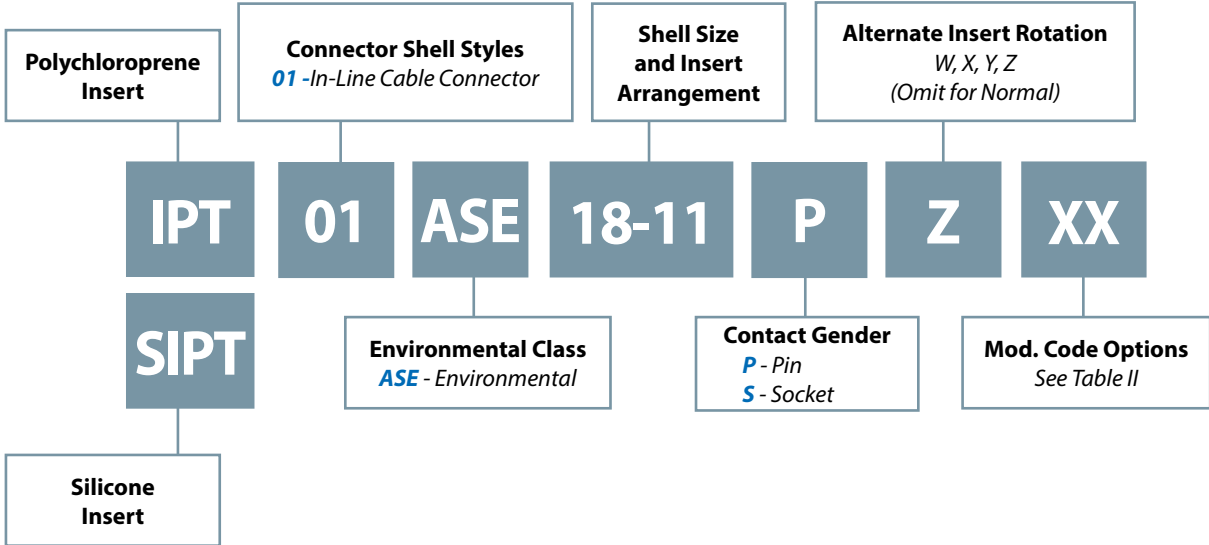 Polychloroprene
Insert
Connector Shell Styles
01 -In-Line Cable Connector
Shell Size
and Insert
Arrangement
Alternate Insert Rotation
W, X, Y, Z
(Omit for Normal)
IPT
01
ASE
18-11
P
Z
XX
SIPT
Environmental Class
ASE - Environmental
Contact Gender
P - Pin
S - Socket
Mod. Code Options
See Table II
Silicone
Insert